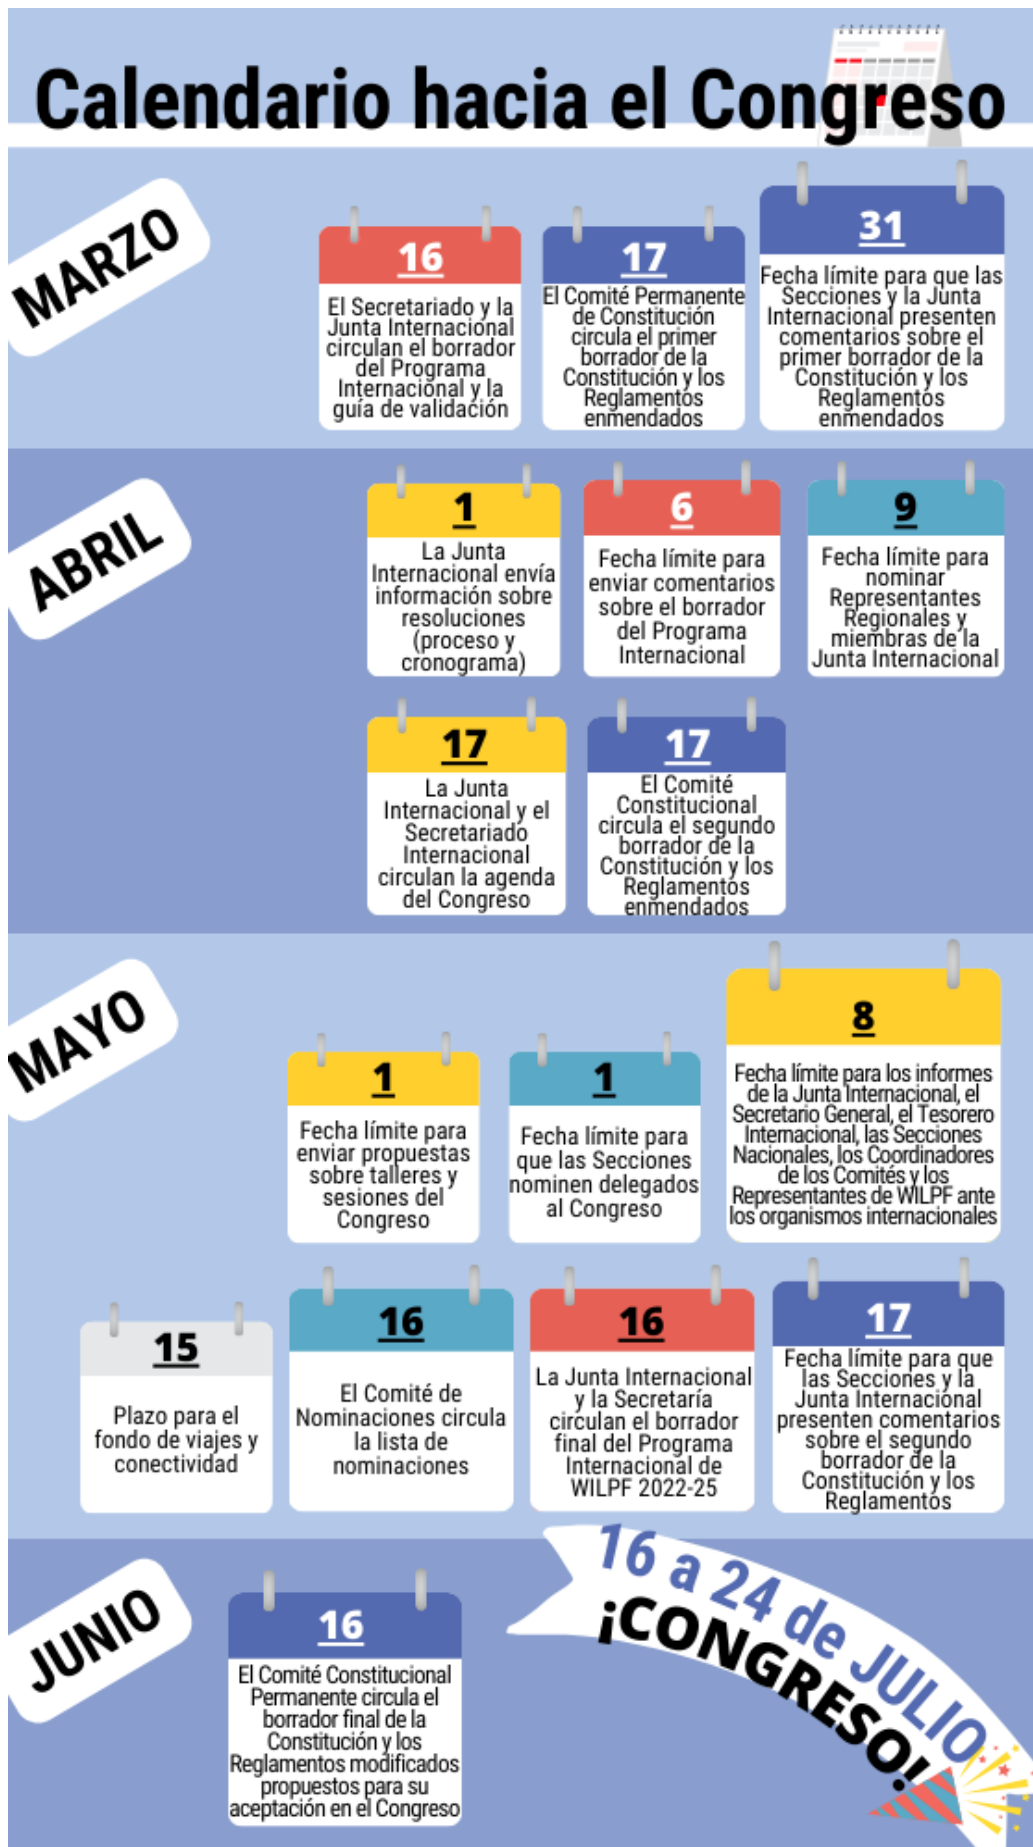 Calendario hacia el Congreso
MARZO
16
El Secretariado y la
Junta Internacional
circulan el borrador
del Programa
Internacional y la
guía de validación
17
El Comité Permanente
de Constitución
circula el primer
borrador de la
Constitución y los
Reglamentos
enmendados
31
Fecha límite para que las
Secciones y la Junta
Internacional presenten
comentarios sobre el
primer borrador de la
Constitución y los
Reglamentos
enmendados
ABRIL
1
La Junta
Internacional envía
información sobre
resoluciones
(proceso y
cronograma)
6
Fecha límite para
enviar comentarios
sobre el borrador
del Programa
Internacional
9
Fecha límite para
nominar
Representantes
Regionales y
miembras de la
Junta Internacional
17
La Junta
Internacional y el
Secretariado
Internacional
circulan la agenda
del Congreso
17
El Comité
Constitucional
circula el segundo
borrador de la
Constitución y los
Reglamentos
enmendados
MAYO
1
Fecha límite para
enviar propuestas
sobre talleres y
sesiones del
Congreso
1
Fecha límite para
que las Secciones
nominen delegados
al Congreso
8
Fecha límite para los informes
de la Junta Internacional, el
Secretario General, el Tesorero
Internacional, las Secciones
Nacionales, los Coordinadores
de los Comités y los
Representantes de WILPF ante
los organismos internacionales
15
Plazo para el
fondo de viajes y
conectividad
16
El Comité de
Nominaciones circula
la lista de
nominaciones
16
La Junta Internacional
y la Secretaría
circulan el borrador
final del Programa
Internacional de
WILPF 2022-25
17
Fecha límite para que
las Secciones y la
Junta Internacional
presenten comentarios
sobre el segundo
borrador de la
Constitución y los
Reglamentos
JUNIO
16
El Comité Constitucional
Permanente circula el
borrador final de la
Constitución y los
Reglamentos modificados
propuestos para su
aceptación en el Congreso
16 a 24 de JULIO
¡CONGRESO!